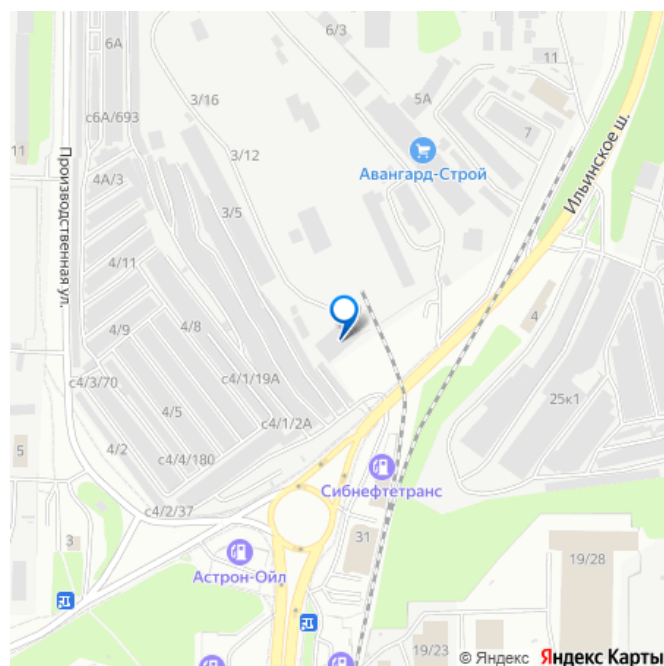 6/3
6А
11
3/16
5А
с6А/693
7
11
3/12
Ильинское ш.
Авангард-Строй
Производственная ул.
4А/3
3/5
4/11
4/9
4/8
4
с4/3/70
с4/1/19А
25к1
4/5
с4/1/2А
4/2
5
с4/4/180
Сибнефтетранс
с4/2/37
3
31
19/28
Астрон-Ойл
19/23
© Яндекс Яндекс Карты